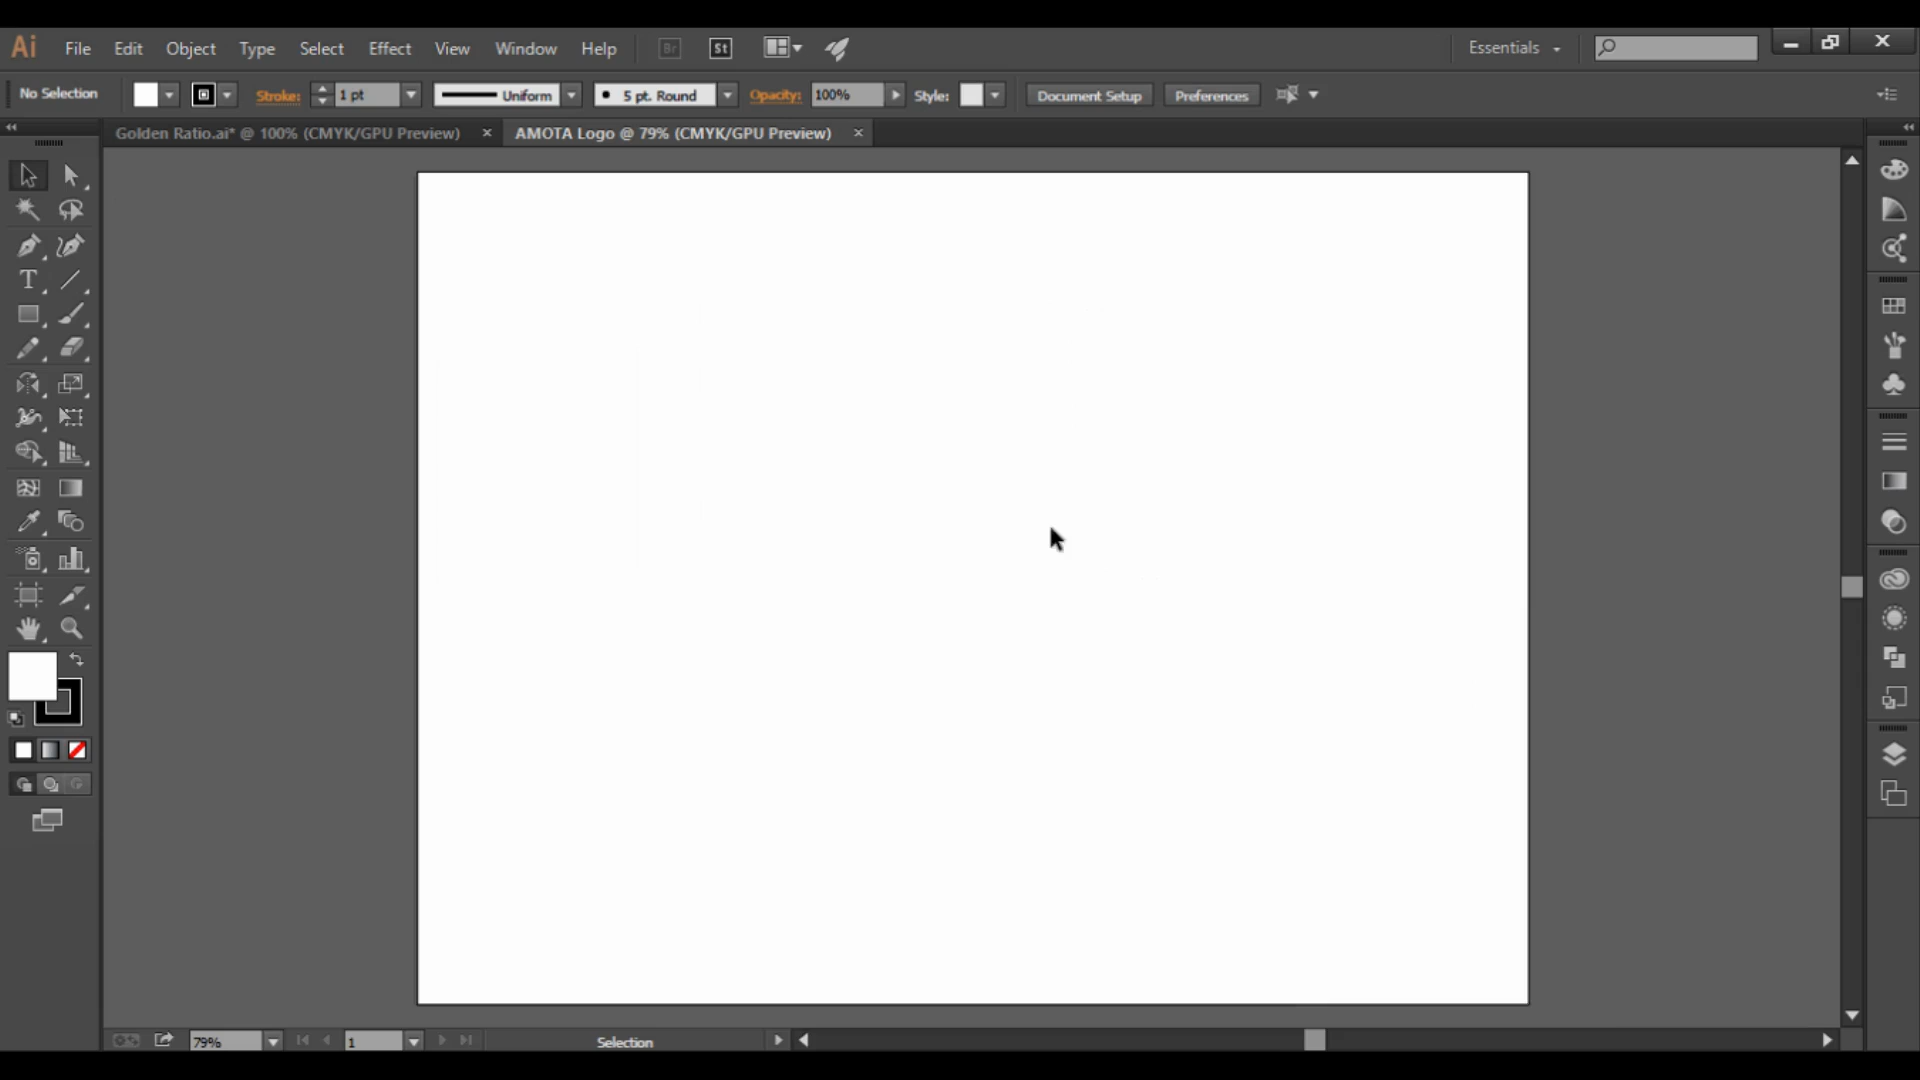 Ai File Edit Object Type Select Effect View Window Help Br St Essentials
No Selection Stroke: 1 pt Uniform 5 pt. Round Opacity: 100% Style: Document Setup Preferences
Golden Ratio.ai* @ 100% (CMYK/GPU Preview) × AMOTA Logo @ 79% (CMYK/GPU Preview) ×
79% 1 Selection